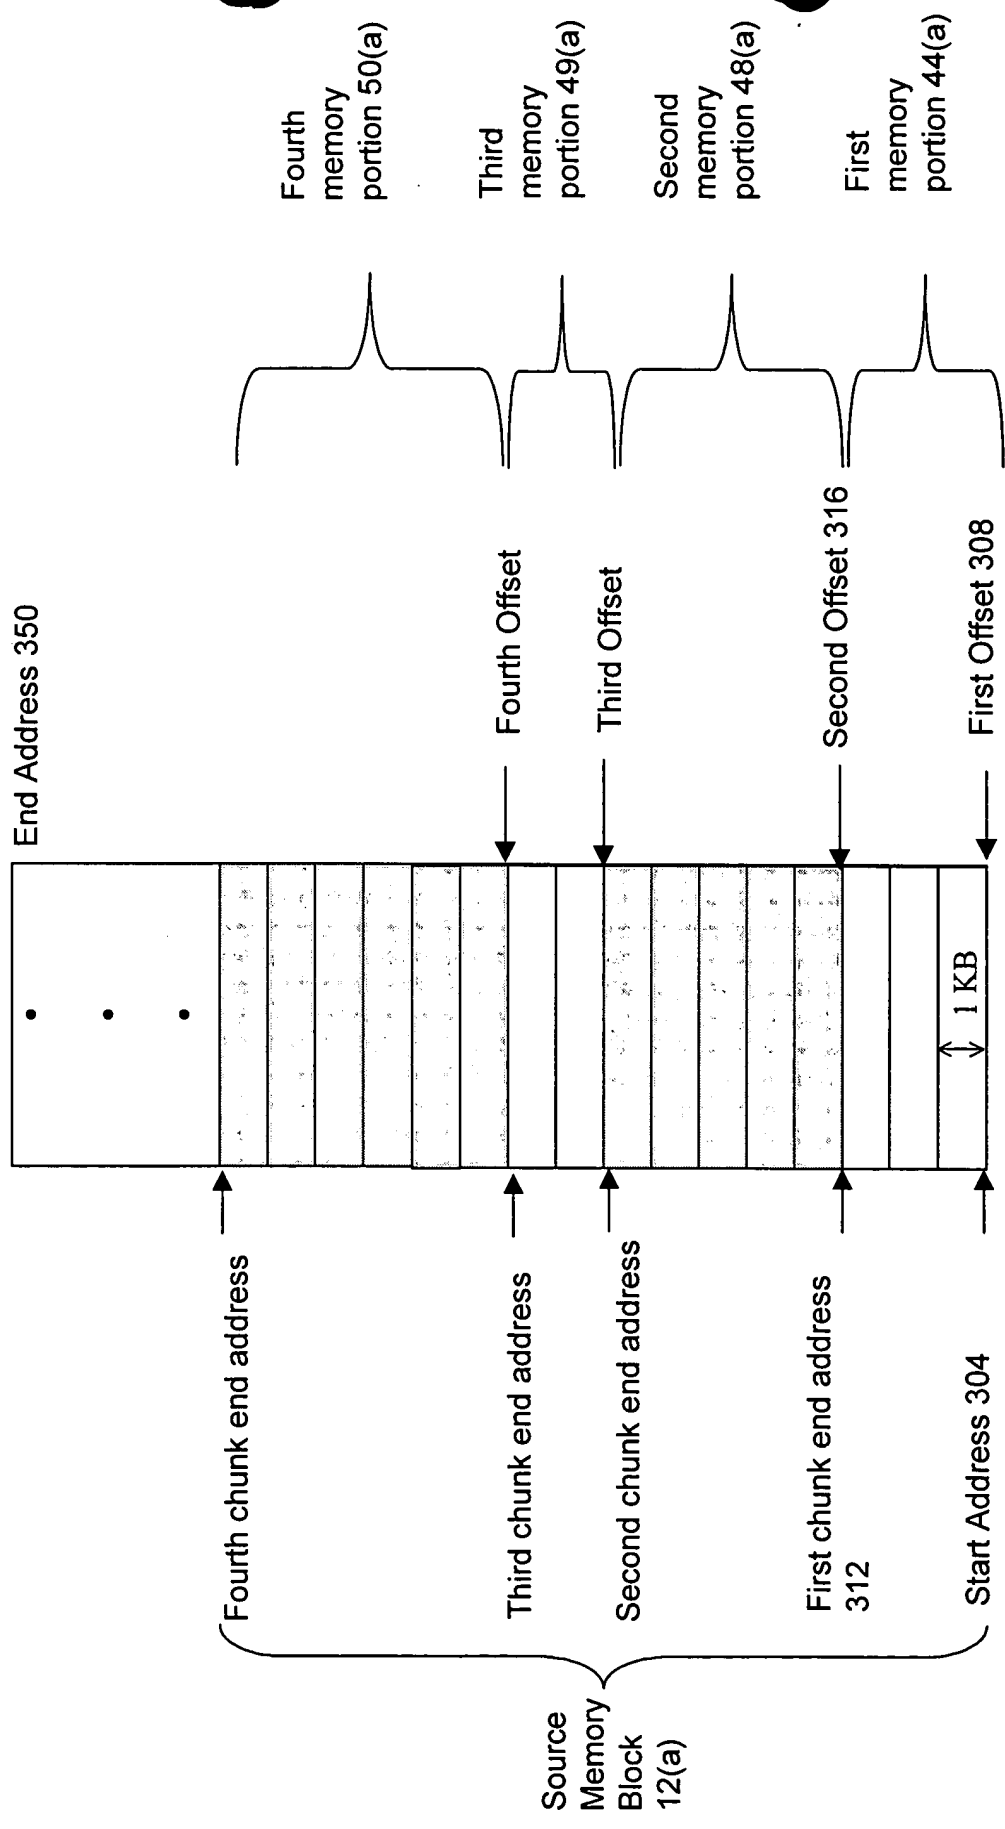 End Address 350
Fourth
memory
portion 50(a)
Third
memory
portion 49(a)
Second
memory
portion 48(a)
First
memory
portion 44(a)
Fourth Offset
Third Offset
Second Offset 316
First Offset 308
1 KB
Fourth chunk end address
Third chunk end address
Second chunk end address
First chunk end address
312
Start Address 304
Source
Memory
Block
12(a)